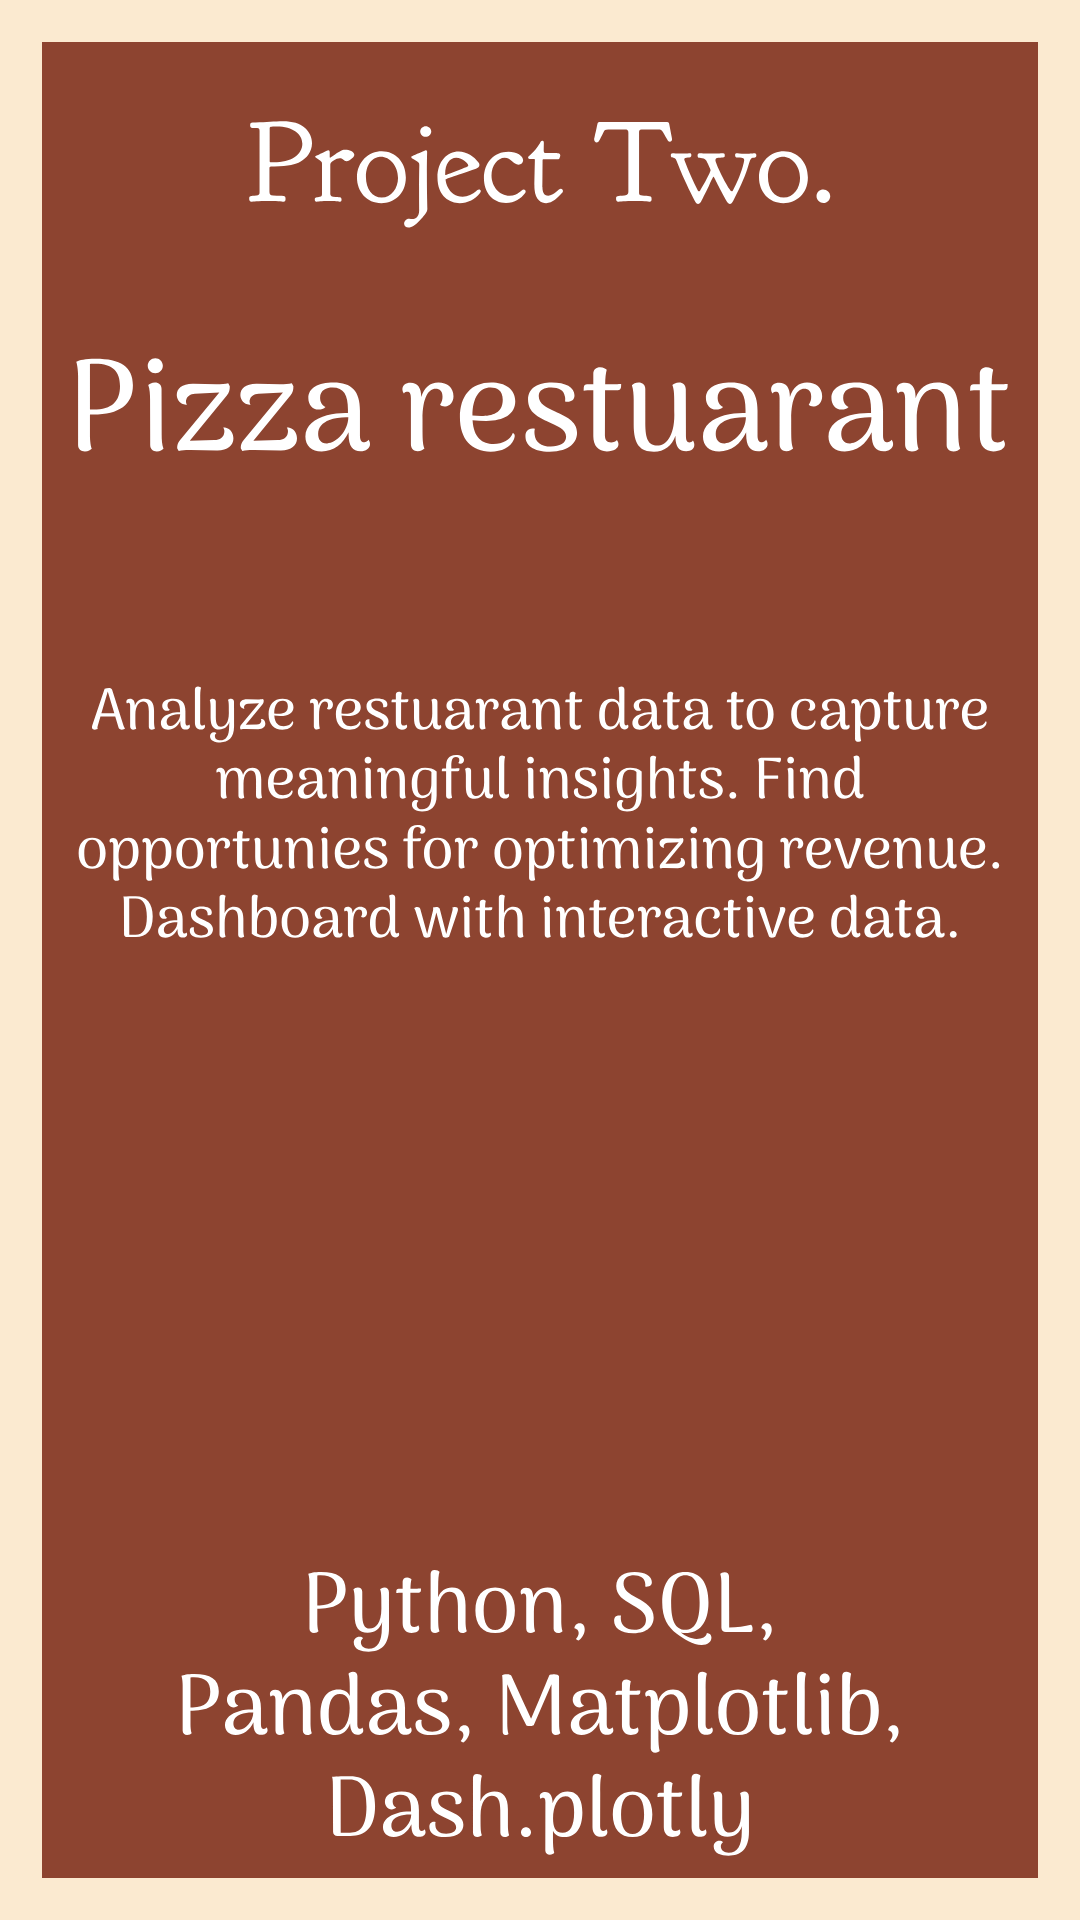 Project Two.
Pizza restuarant
Analyze restuarant data to capture
meaningful insights. Find
opportunies for optimizing revenue.
Dashboard with interactive data.
Python, SQL,
Pandas, Matplotlib,
Dash.plotly